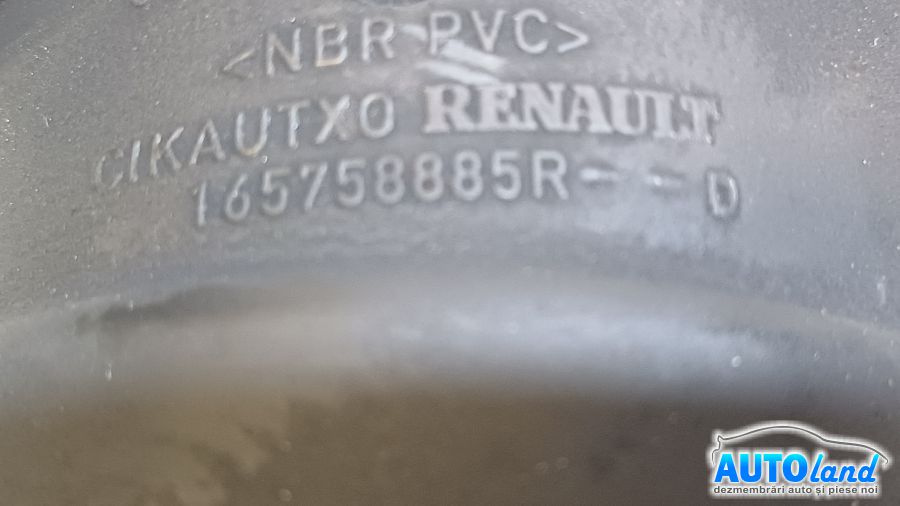 <NBR PVC>
CIKAUTXO RENAULT
165758885R--D
AUTOland
dezmembrări auto și piese noi